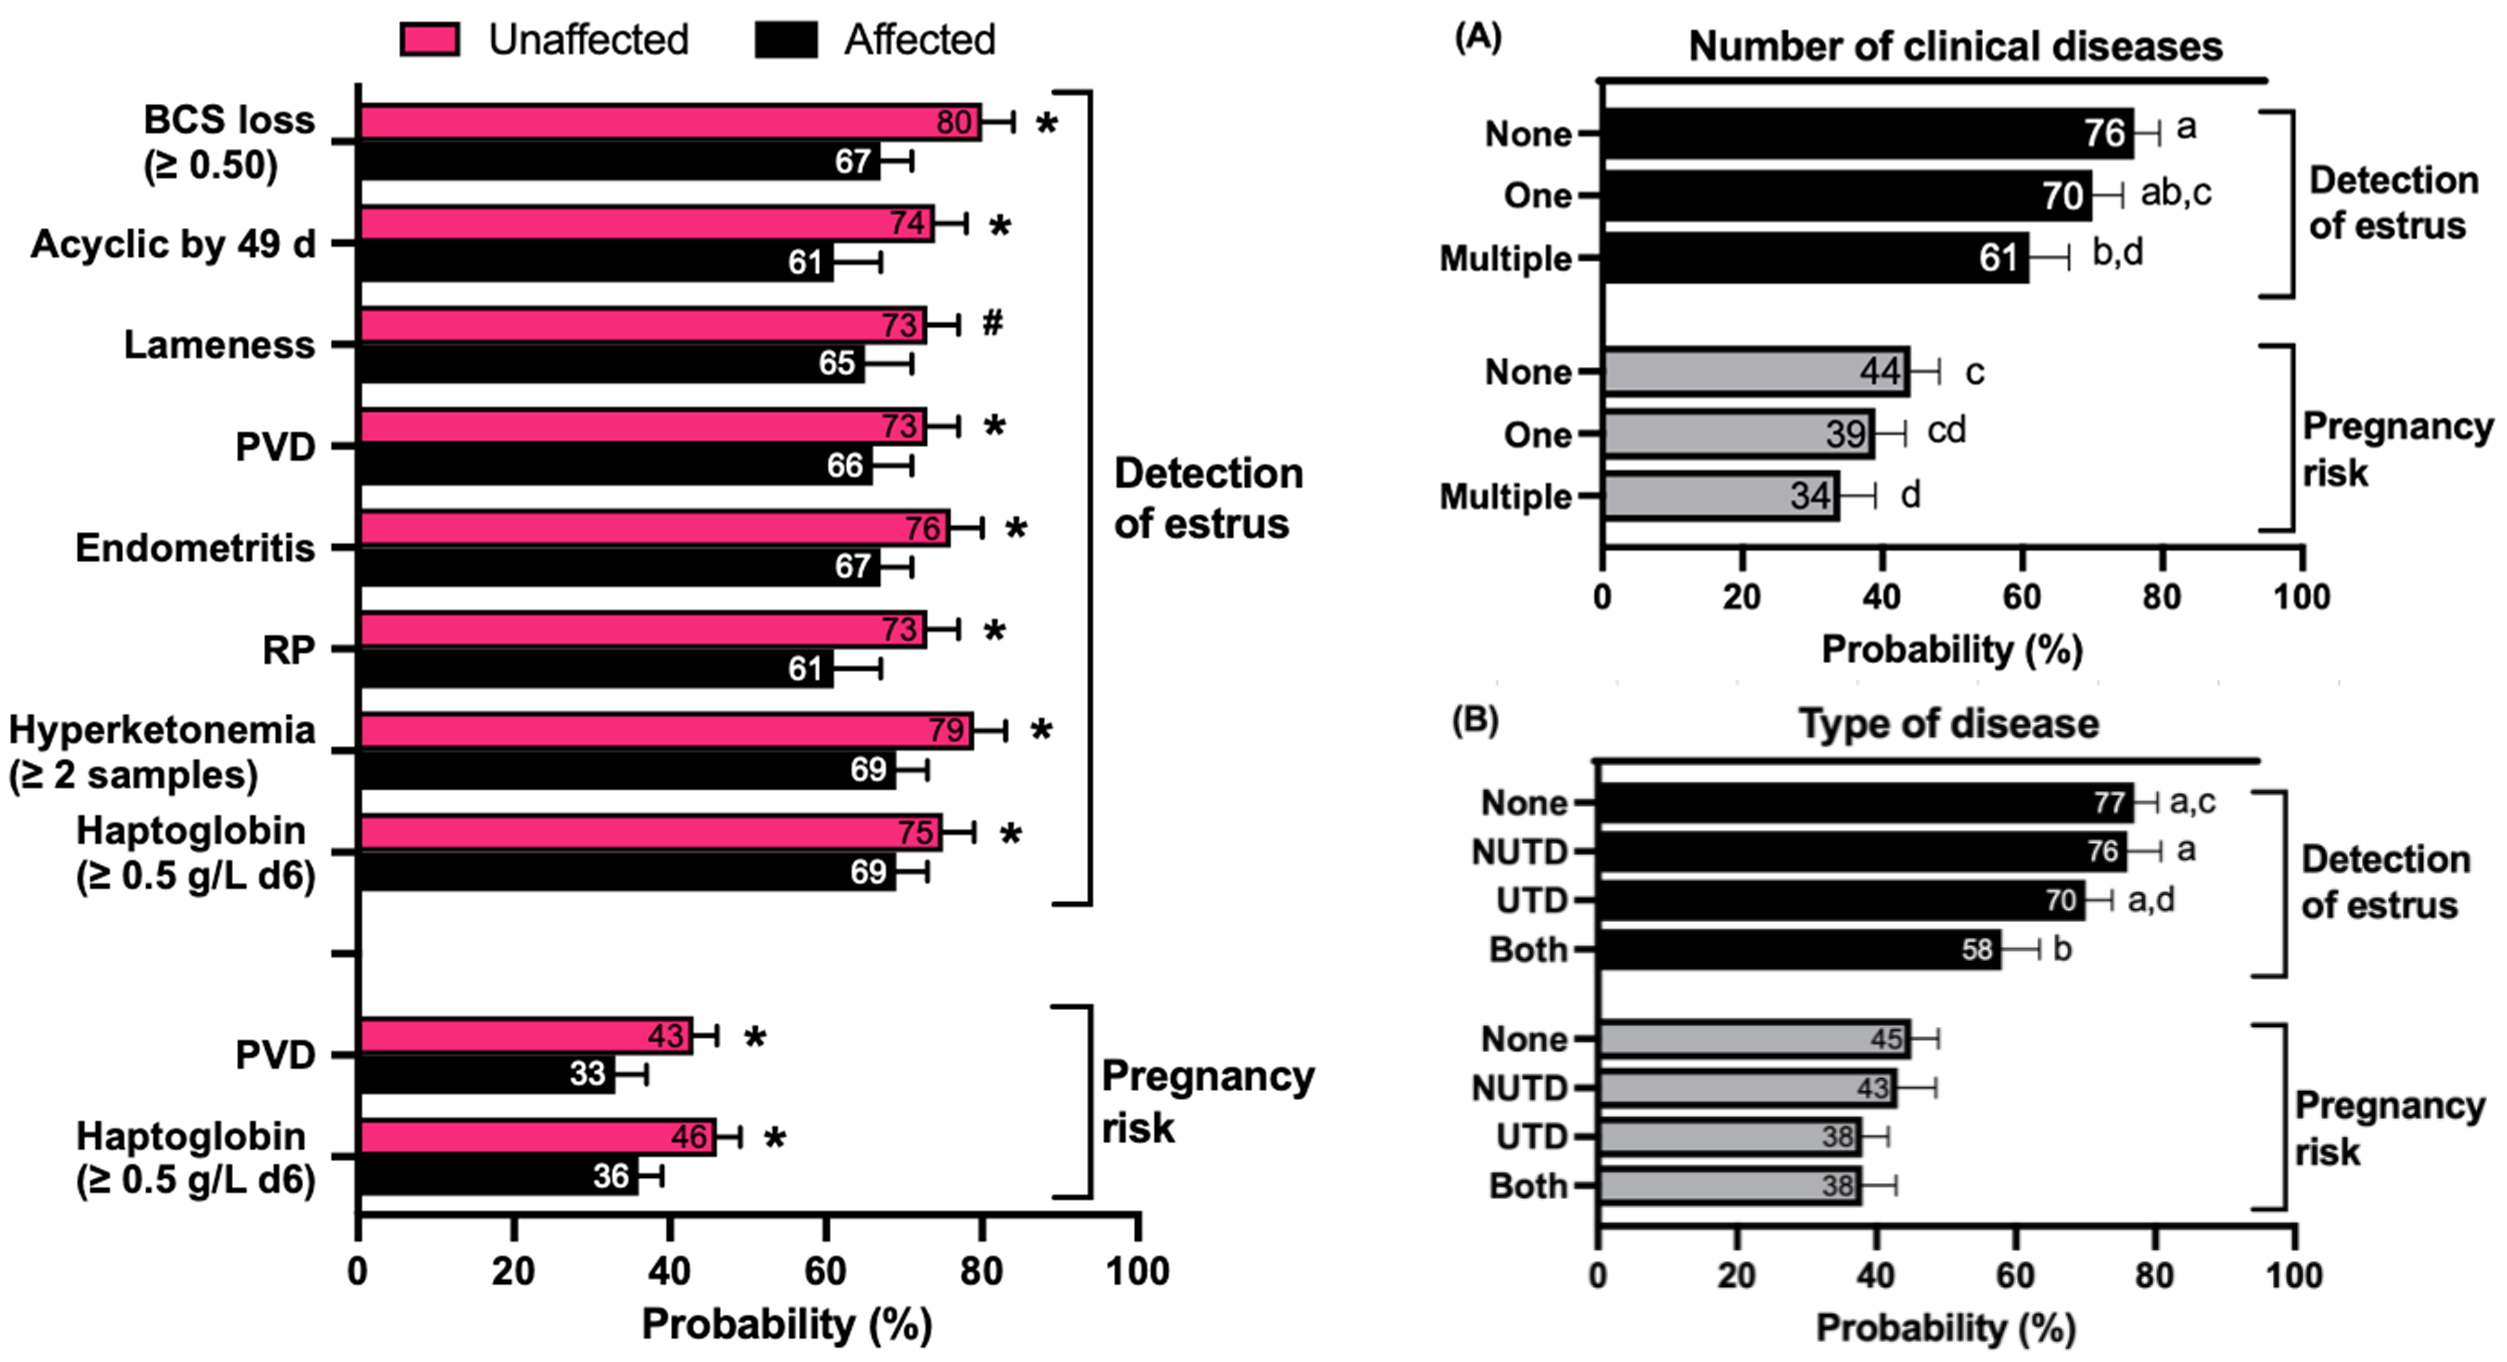 Unaffected Affected
BCS loss
(≥ 0.50)
80 *
67
Acyclic by 49 d
74 *
61
Lameness
73 #
65
PVD
73 *
66
Endometritis
76 *
67
RP
73 *
61
Hyperketonemia
(≥ 2 samples)
79 *
69
Haptoglobin
(≥ 0.5 g/L d6)
75 *
69
Detection
of estrus
PVD
43 *
33
Haptoglobin
(≥ 0.5 g/L d6)
46 *
36
Pregnancy
risk
0 20 40 60 80 100
Probability (%)
(A)
Number of clinical diseases
None 76 a
One 70 ab,c
Multiple 61 b,d
Detection
of estrus
None 44 c
One 39 cd
Multiple 34 d
Pregnancy
risk
0 20 40 60 80 100
Probability (%)
(B)
Type of disease
None 77 a,c
NUTD 76 a
UTD 70 a,d
Both 58 b
Detection
of estrus
None 45
NUTD 43
UTD 38
Both 38
Pregnancy
risk
0 20 40 60 80 100
Probability (%)